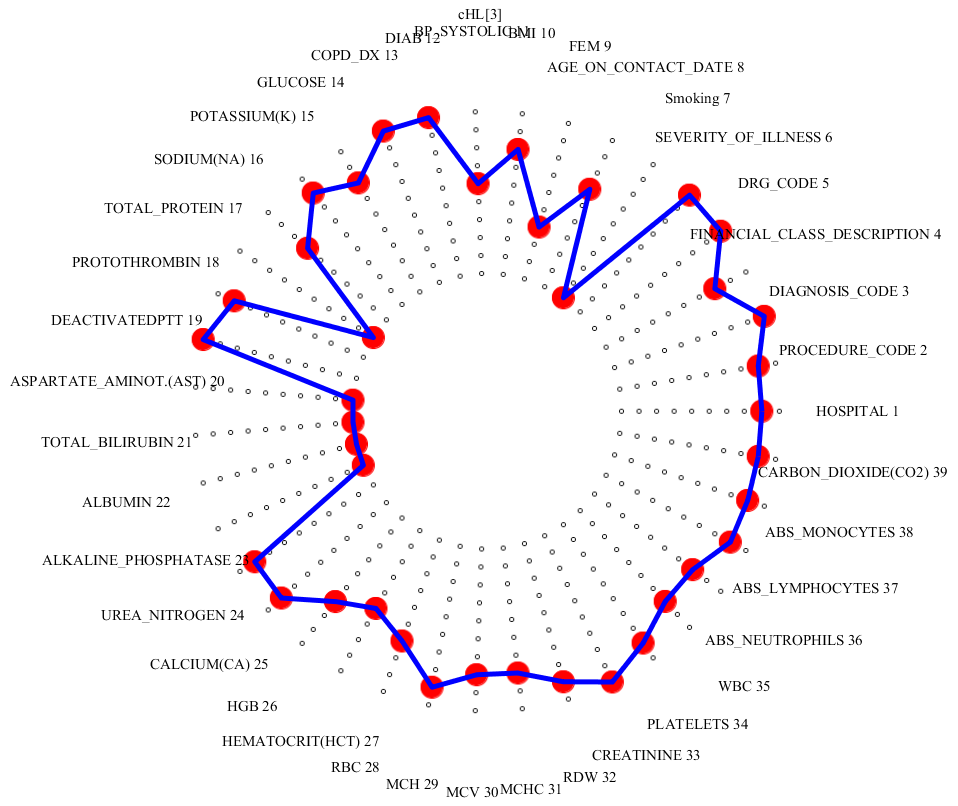 cHL[3]
BP_SYSTOLIC 11
BMI 10
DIAB 12
FEM 9
COPD_DX 13
AGE_ON_CONTACT_DATE 8
GLUCOSE 14
Smoking 7
POTASSIUM(K) 15
SEVERITY_OF_ILLNESS 6
SODIUM(NA) 16
DRG_CODE 5
TOTAL_PROTEIN 17
FINANCIAL_CLASS_DESCRIPTION 4
PROTOTHROMBIN 18
DIAGNOSIS_CODE 3
DEACTIVATEDPTT 19
PROCEDURE_CODE 2
ASPARTATE_AMINOT.(AST) 20
HOSPITAL 1
TOTAL_BILIRUBIN 21
CARBON_DIOXIDE(CO2) 39
ALBUMIN 22
ABS_MONOCYTES 38
ALKALINE_PHOSPHATASE 23
ABS_LYMPHOCYTES 37
UREA_NITROGEN 24
ABS_NEUTROPHILS 36
CALCIUM(CA) 25
WBC 35
HGB 26
PLATELETS 34
HEMATOCRIT(HCT) 27
CREATININE 33
RBC 28
RDW 32
MCH 29
MCV 30
MCHC 31